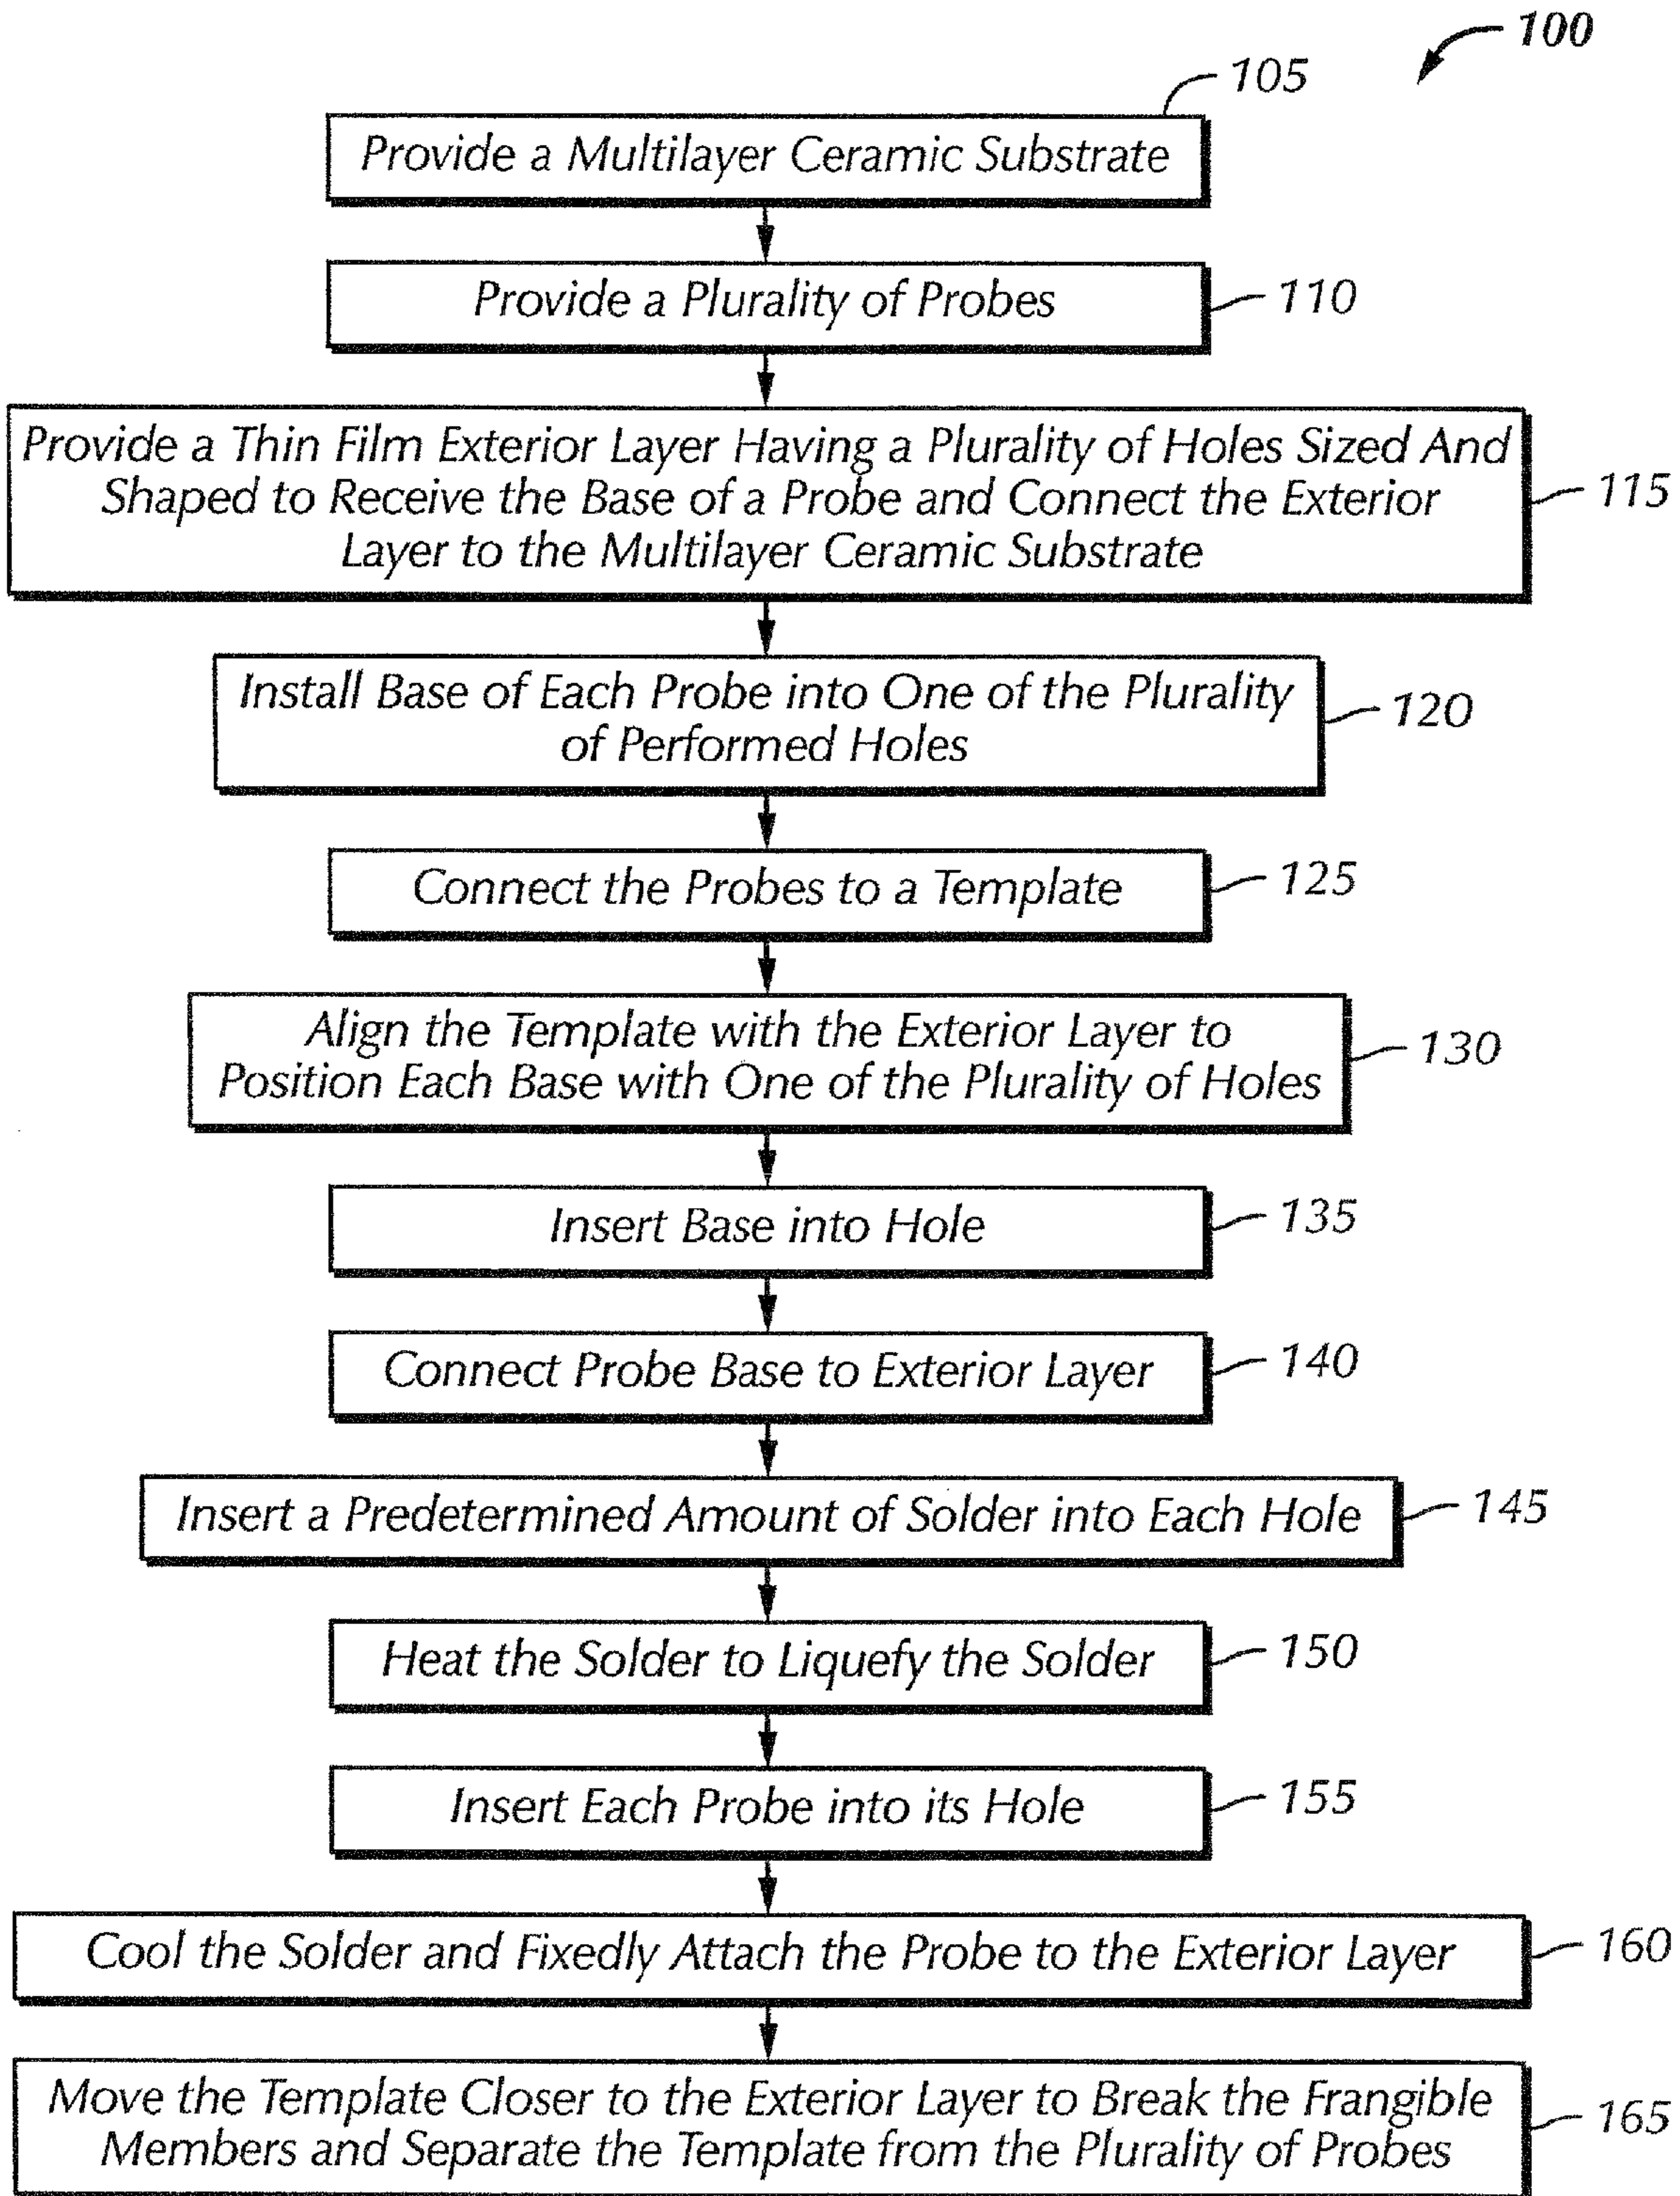 100
105
Provide a Multilayer Ceramic Substrate
Provide a Plurality of Probes
110
Provide a Thin Film Exterior Layer Having a Plurality of Holes Sized And
Shaped to Receive the Base of a Probe and Connect the Exterior
Layer to the Multilayer Ceramic Substrate
115
Install Base of Each Probe into One of the Plurality
of Performed Holes
120
Connect the Probes to a Template
125
Align the Template with the Exterior Layer to
Position Each Base with One of the Plurality of Holes
130
Insert Base into Hole
135
Connect Probe Base to Exterior Layer
140
Insert a Predetermined Amount of Solder into Each Hole
145
Heat the Solder to Liquefy the Solder
150
Insert Each Probe into its Hole
155
Cool the Solder and Fixedly Attach the Probe to the Exterior Layer
160
Move the Template Closer to the Exterior Layer to Break the Frangible
Members and Separate the Template from the Plurality of Probes
165